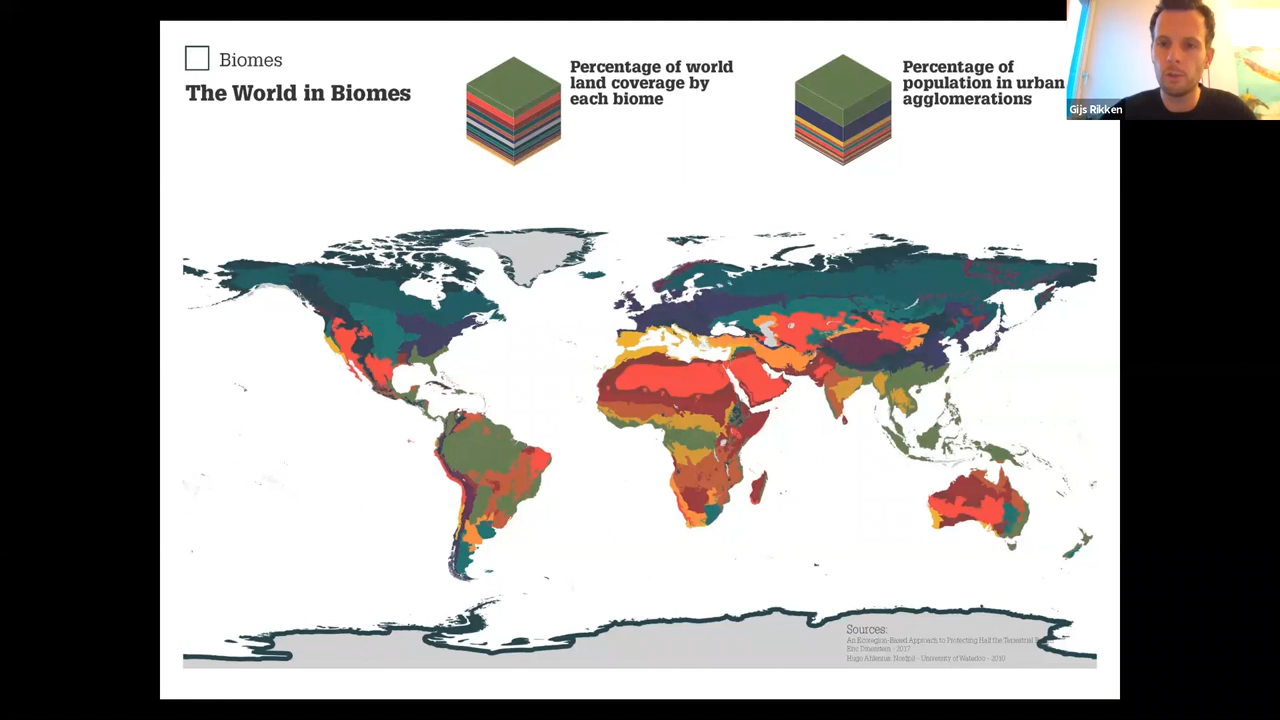 Biomes
The World in Biomes
Percentage of world
land coverage by
each biome
Percentage of
population in urban
agglomerations
Gijs Rikken
Sources:
An Ecoregion-Based Approach to Protecting Half the Terrestrial
Eric Dinerstein - 2017
Hugo Ahlenius, Nordpil - University of Waterloo - 2010